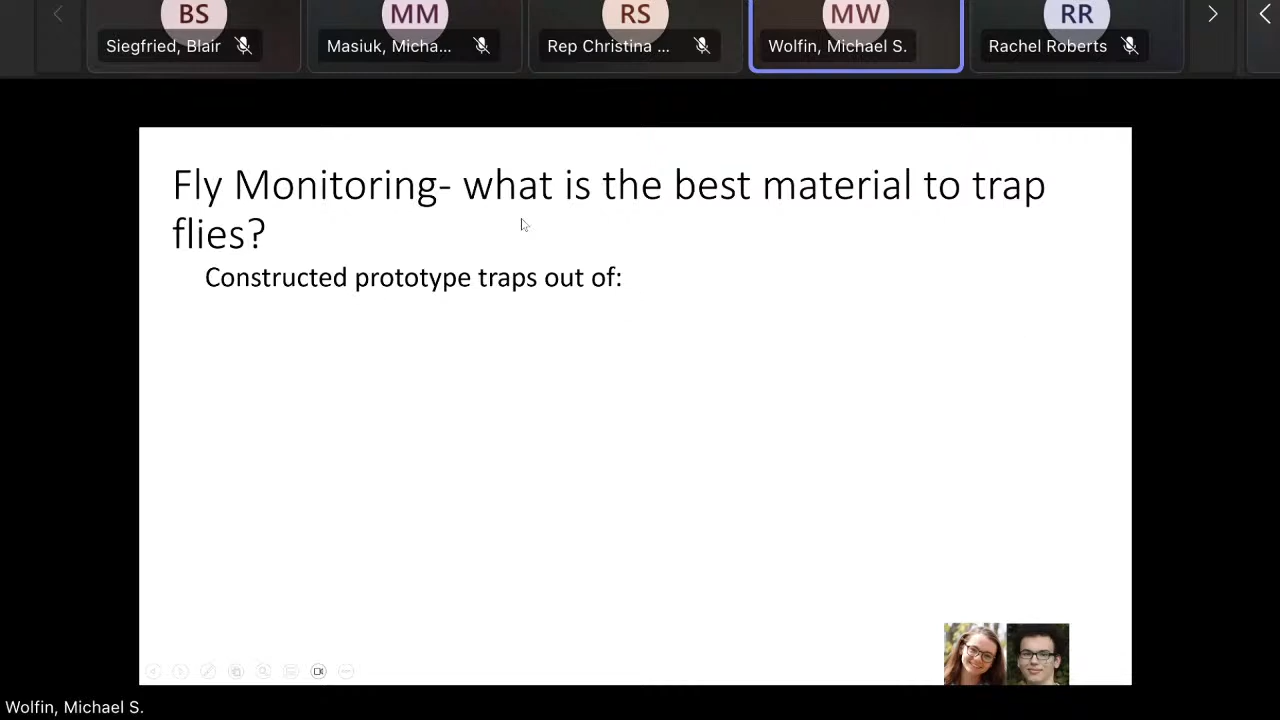 BS
MM
RS
MW
RR
Siegfried, Blair
Masiuk, Micha...
Rep Christina ...
Wolfin, Michael S.
Rachel Roberts
Fly Monitoring- what is the best material to trap
flies?
Constructed prototype traps out of:
Wolfin, Michael S.